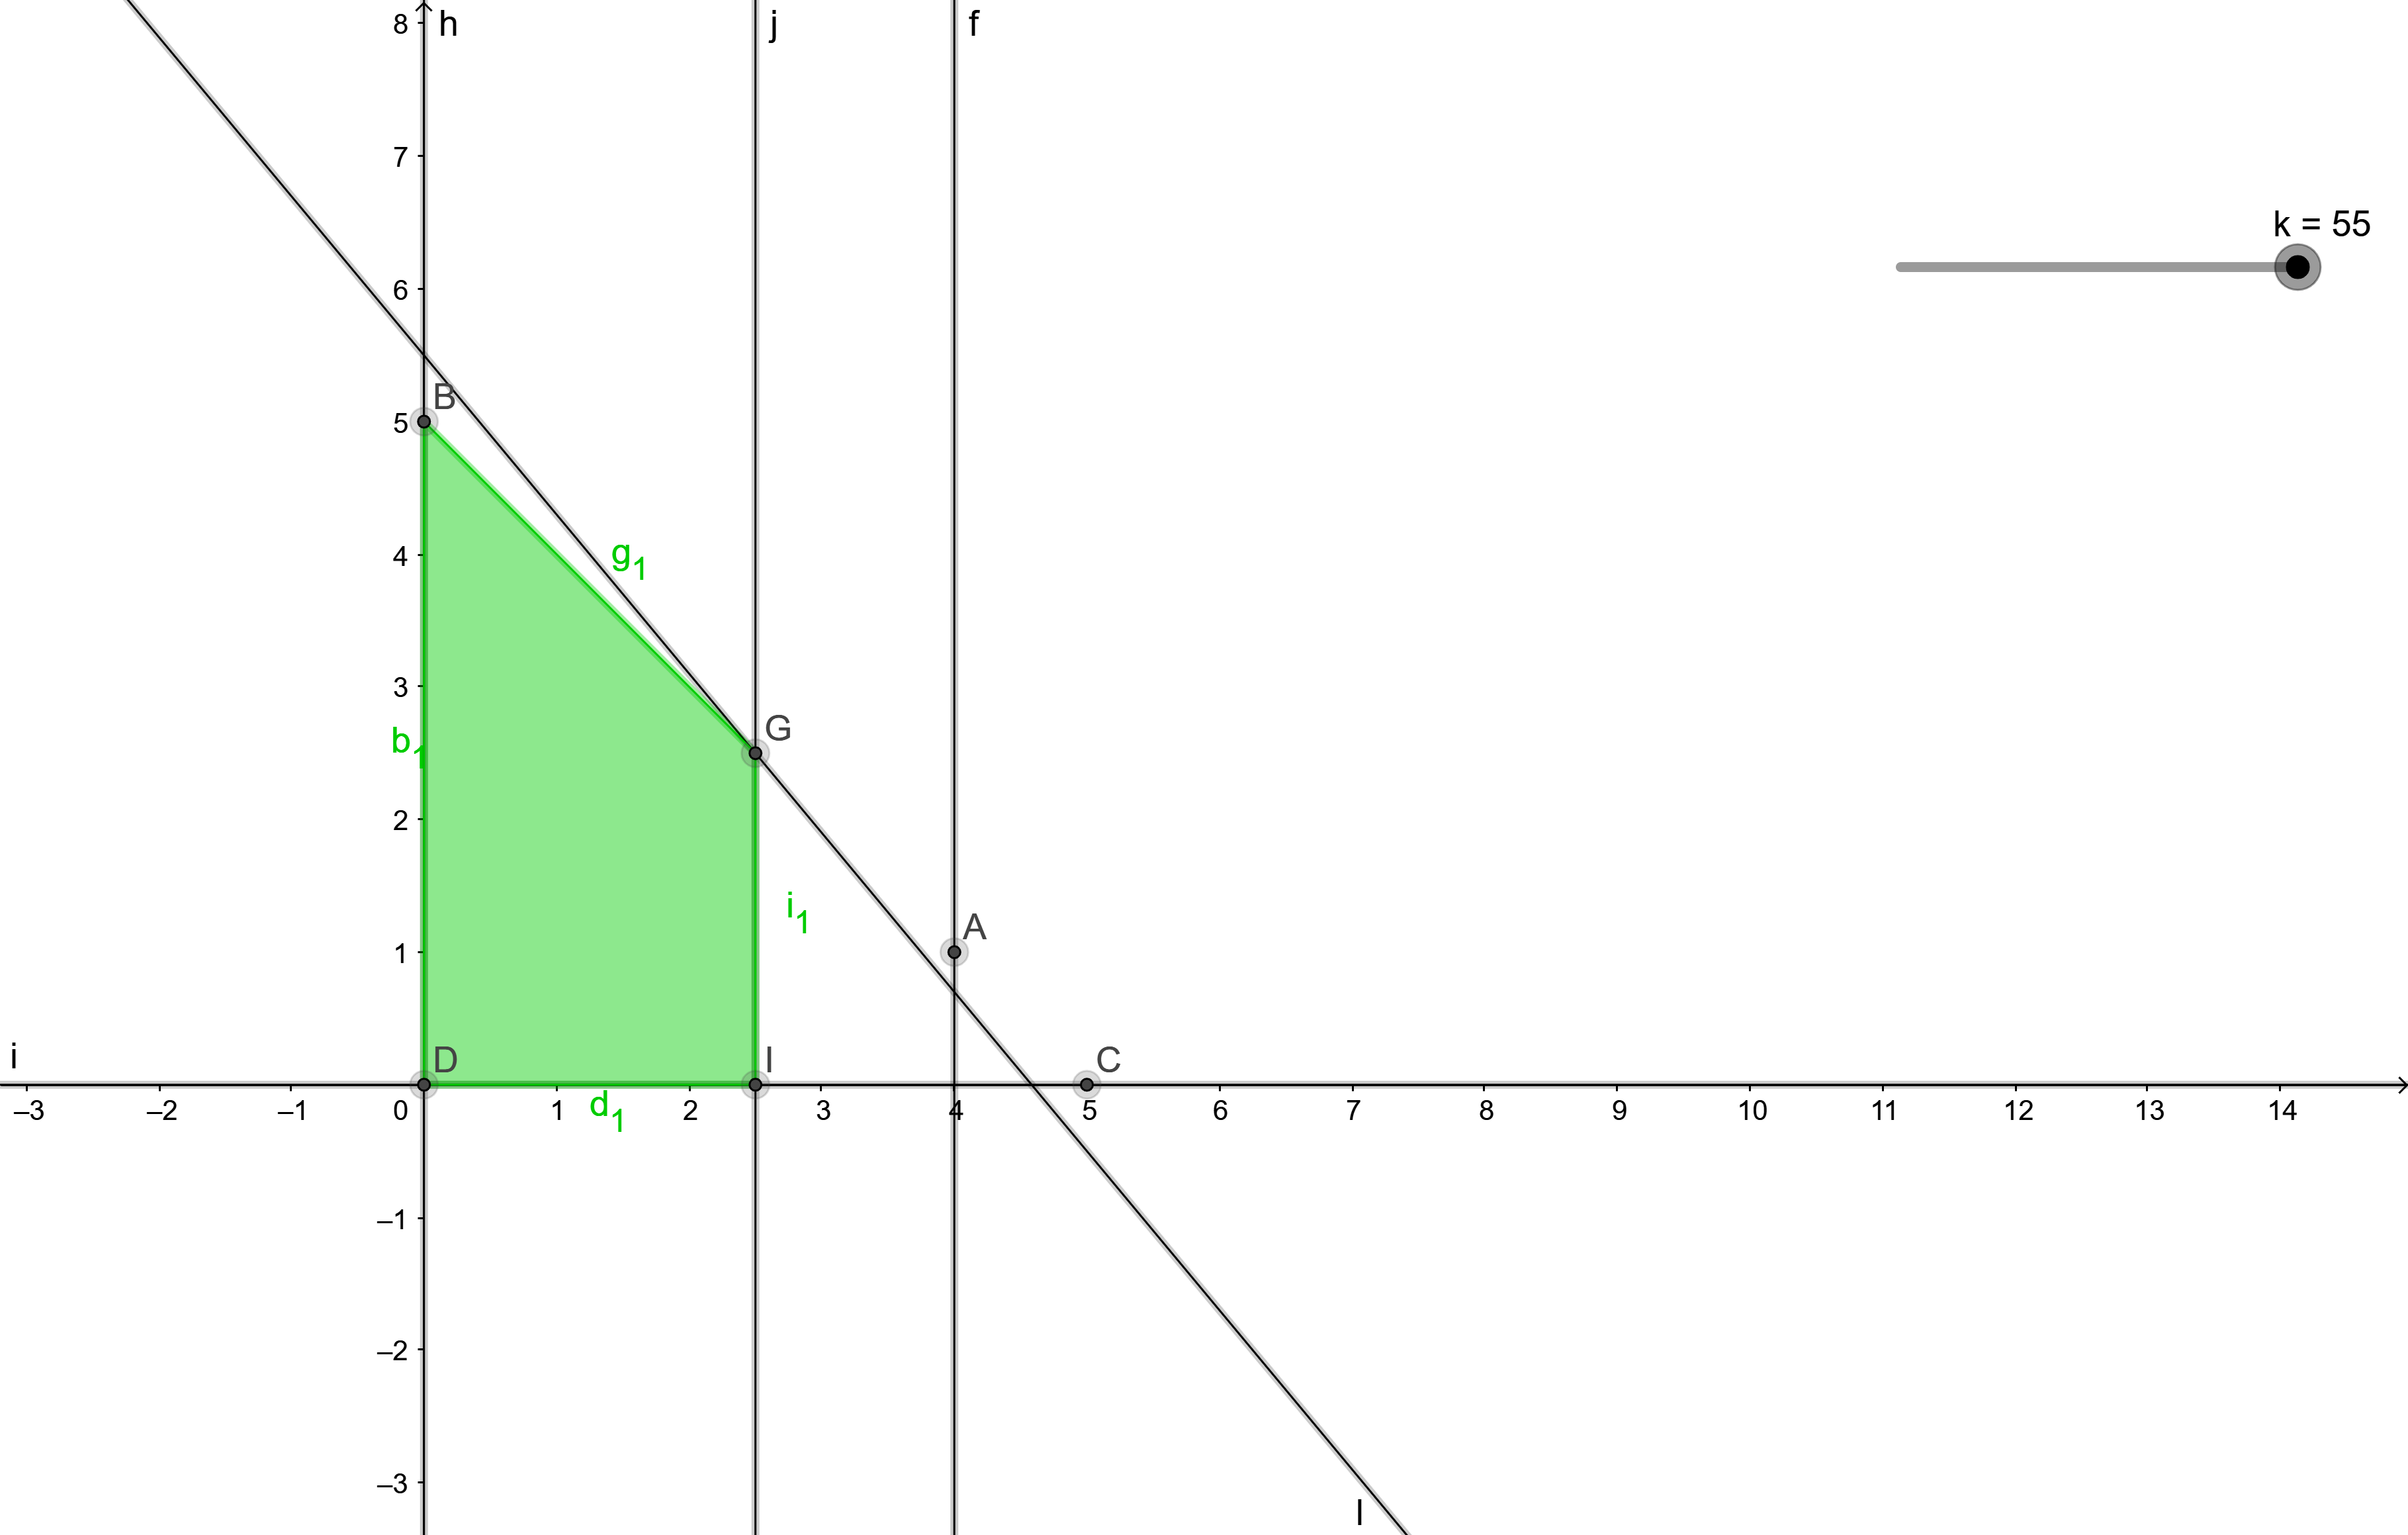 8 h j f
7
k = 55
6
B
5
4 g1
3
G
b1
2
i1
A
1
i D I C
–3 –2 –1 0 1 2 3 4 5 6 7 8 9 10 11 12 13 14
d1
–1
–2
–3
l